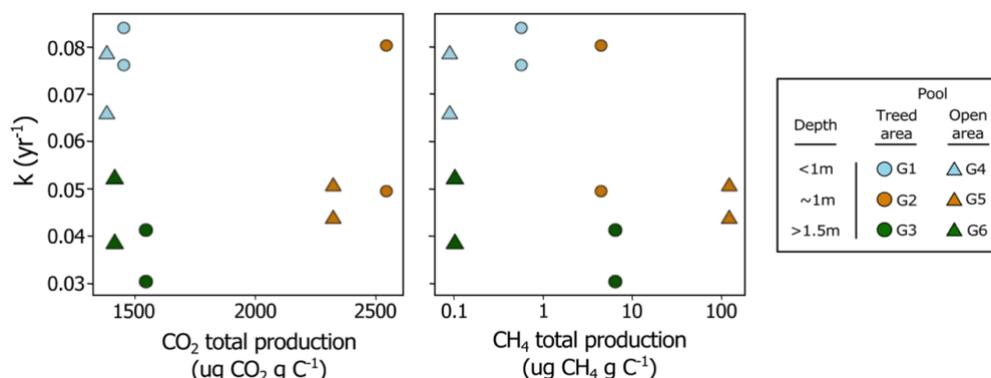 k (yr-1)
0.08
0.07
0.06
0.05
0.04
0.03
1500 2000 2500
CO2 total production
(ug CO2 g C-1)
0.1 1 10 100
CH4 total production
(ug CH4 g C-1)
Pool
Depth Treed area Open area
<1m G1 G4
~1m G2 G5
>1.5m G3 G6